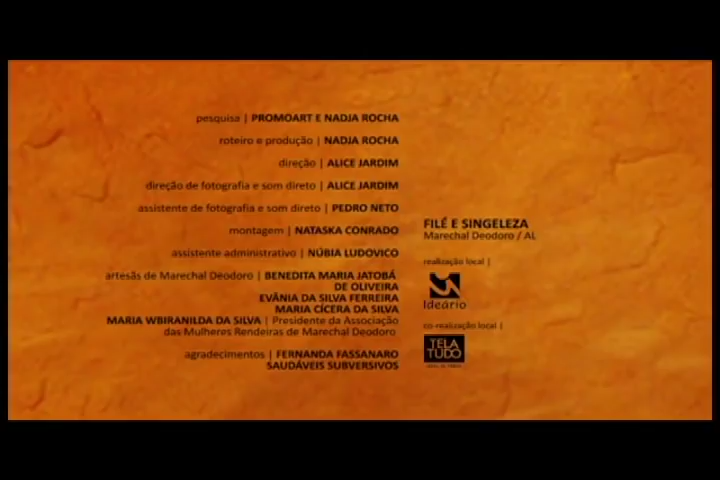 pesquisa | PROMOART E NADJA ROCHA
roteiro e produção | NADJA ROCHA
direção | ALICE JARDIM
direção de fotografia e som direto | ALICE JARDIM
assistente de fotografia e som direto | PEDRO NETO
montagem | NATASKA CONRADO
assistente administrativo | NÚBIA LUDOVICO
artesãs de Marechal Deodoro | BENEDITA MARIA JATOBÁ
DE OLIVEIRA
EVÂNIA DA SILVA FERREIRA
MARIA CÍCERA DA SILVA
MARIA WBIRANILDA DA SILVA | Presidente da Associação
das Mulheres Rendeiras de Marechal Deodoro
agradecimentos | FERNANDA FASSANARO
SAUDÁVEIS SUBVERSIVOS
FILÉ E SINGELEZA
Marechal Deodoro / AL
realização local |
Ideário
co-realização local |
TELA
TUDO